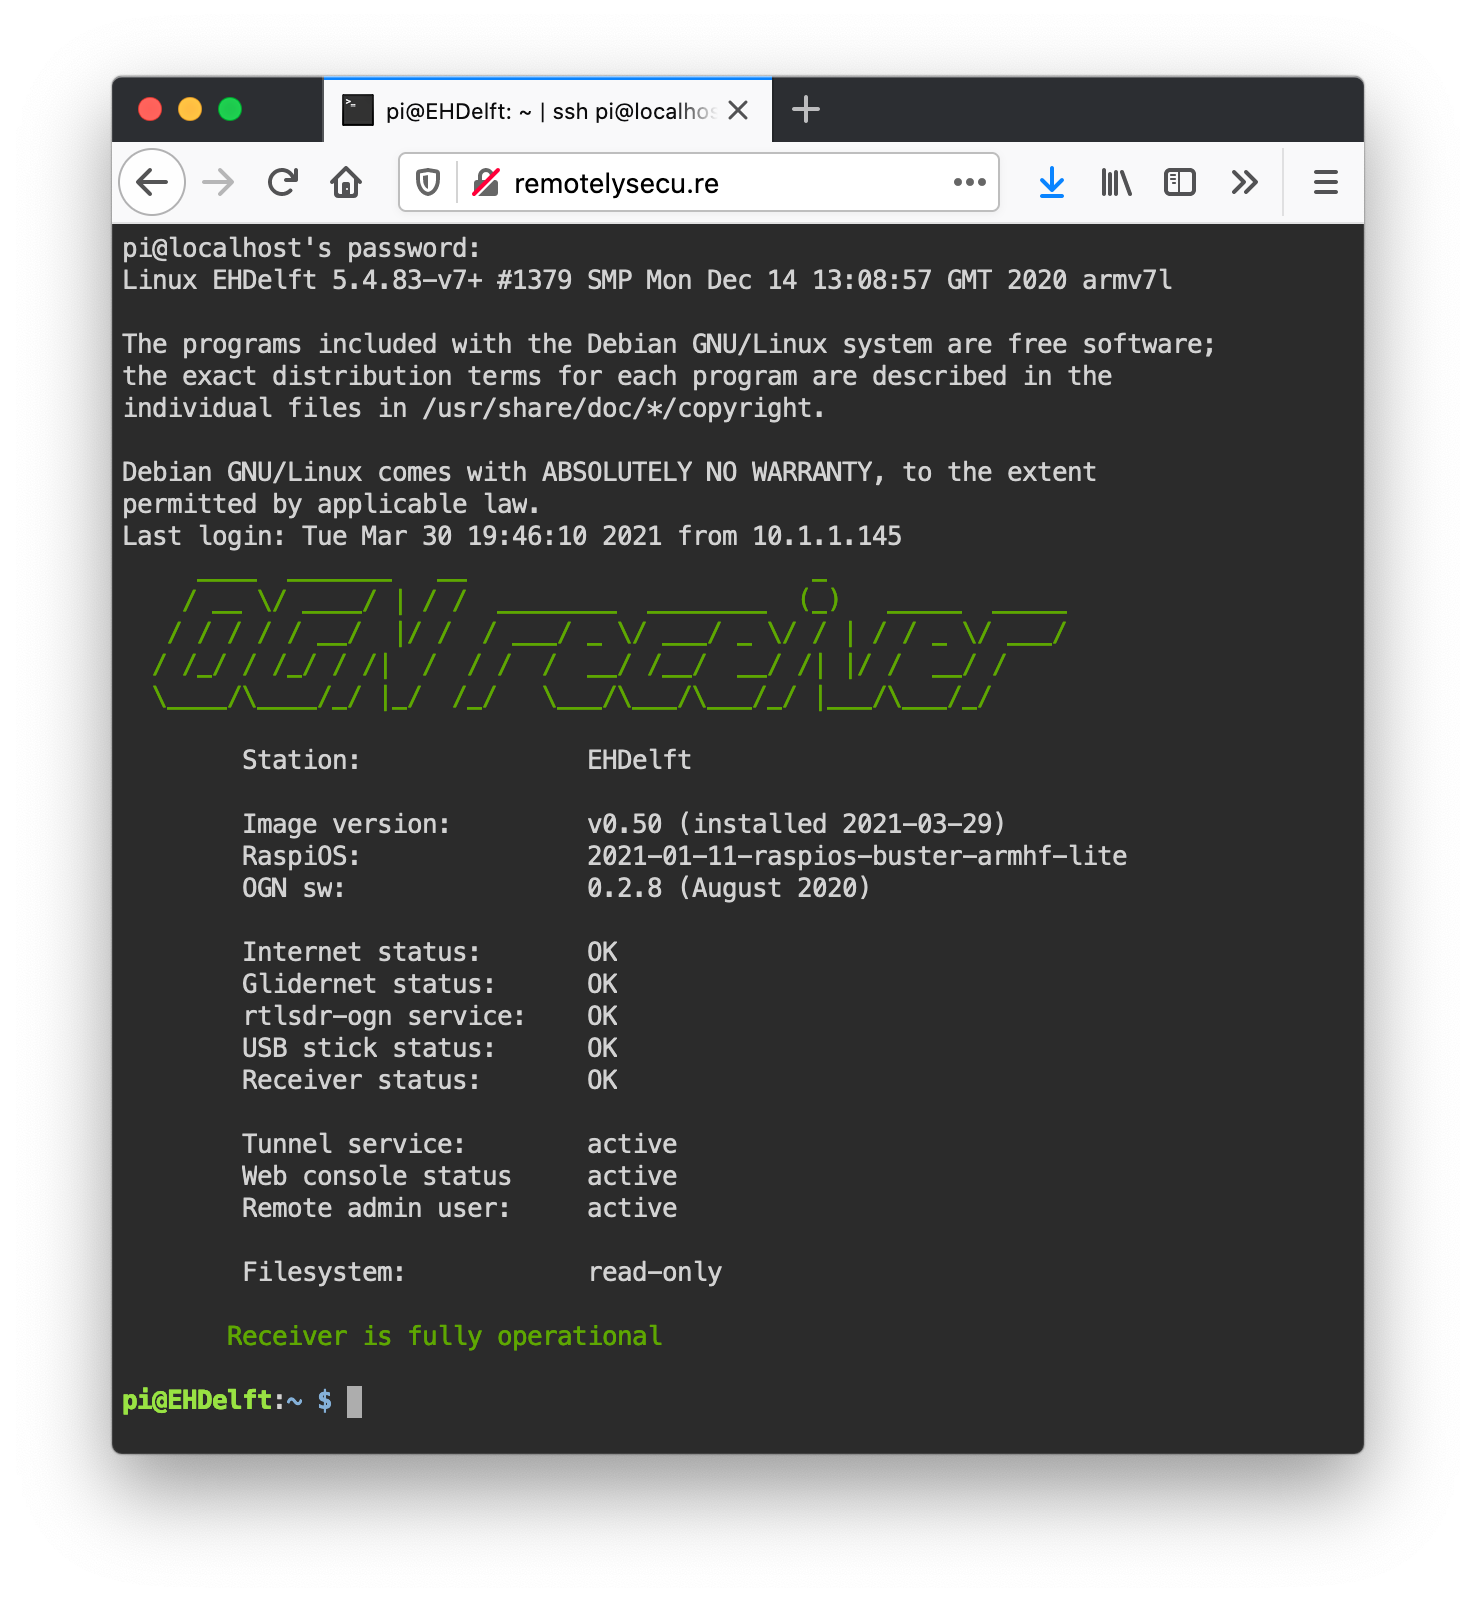 pi@EHDelft: ~ | ssh pi@localhos
remotelysecu.re
pi@localhost's password:
Linux EHDelft 5.4.83-v7+ #1379 SMP Mon Dec 14 13:08:57 GMT 2020 armv7l
The programs included with the Debian GNU/Linux system are free software;
the exact distribution terms for each program are described in the
individual files in /usr/share/doc/*/copyright.
Debian GNU/Linux comes with ABSOLUTELY NO WARRANTY, to the extent
permitted by applicable law.
Last login: Tue Mar 30 19:46:10 2021 from 10.1.1.145
OGN receiver
Station: EHDelft
Image version: v0.50 (installed 2021-03-29)
RaspiOS: 2021-01-11-raspios-buster-armhf-lite
OGN sw: 0.2.8 (August 2020)
Internet status: OK
Glidernet status: OK
rtlsdr-ogn service: OK
USB stick status: OK
Receiver status: OK
Tunnel service: active
Web console status active
Remote admin user: active
Filesystem: read-only
Receiver is fully operational
pi@EHDelft:~ $